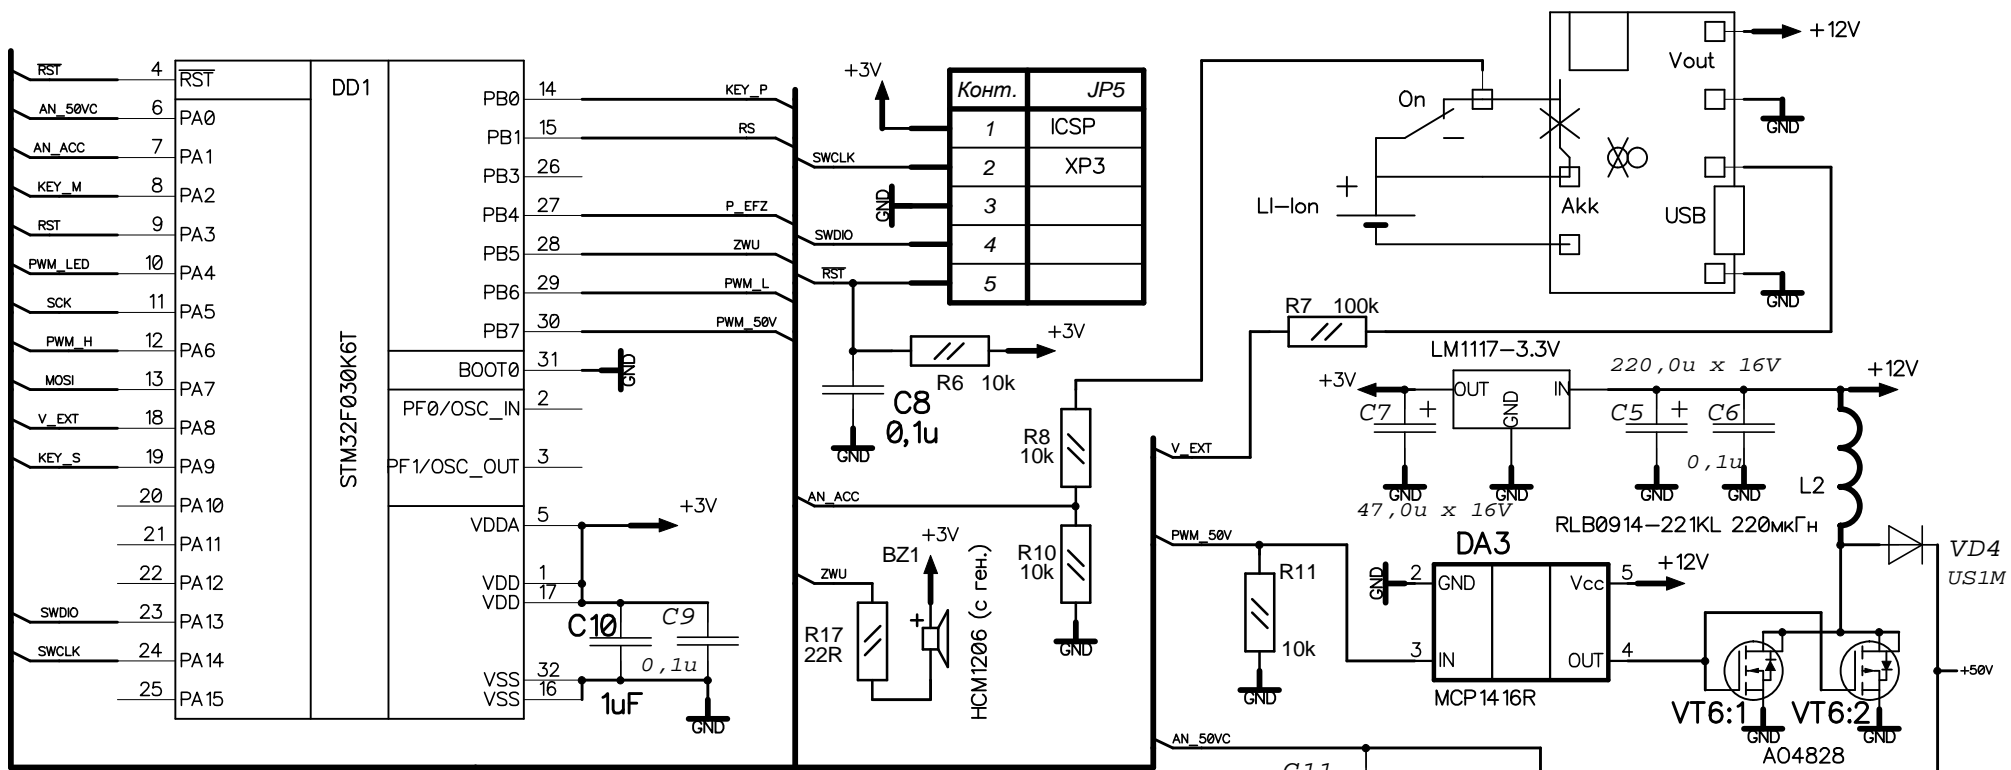 RST 4 RST
AN_50VC 6 PA0
AN_ACC 7 PA1
KEY_M 8 PA2
RST 9 PA3
PWM_LED 10 PA4
SCK 11 PA5
PWM_H 12 PA6
MOSI 13 PA7
V_EXT 18 PA8
KEY_S 19 PA9
20 PA10
21 PA11
22 PA12
SWDIO 23 PA13
SWCLK 24 PA14
25 PA15
DD1
STM32F030K6T
PB0 14 KEY_P
PB1 15 RS
PB3 26
PB4 27 P_EFZ
PB5 28 ZWU
PB6 29 PWM_L
PB7 30 PWM_50V
BOOT0 31 GND
PF0/OSC_IN 2
PF1/OSC_OUT 3
VDDA 5 +3V
VDD 1
VDD 17
C10 C9
0,1u
VSS 32
VSS 16
1uF
GND
+3V
Конт. JP5
1 ICSP
SWCLK 2 XP3
GND 3
SWDIO 4
RST 5
+3V
R6 10k
C8
0,1u
GND
AN_ACC
R8
10k
R10
10k
GND
ZWU
R17
22R
BZ1
+3V
+
HCM1206 (с ген.)
On
+
LI-Ion
Akk
Vout
+12V
GND
USB
GND
R7 100k
V_EXT
LM1117-3.3V
+3V OUT IN
GND
C7 +
GND
47,0u x 16V
GND
220,0u x 16V
+12V
C5 + C6
0,1u
GND GND
L2
RLB0914-221KL 220мкГн
PWM_50V
R11
10k
GND
DA3
GND 2 GND Vcc 5 +12V
3 IN OUT 4
MCP1416R
VD4
US1M
+50V
VT6:1 VT6:2
GND GND
AO4828
AN_50VC
C11